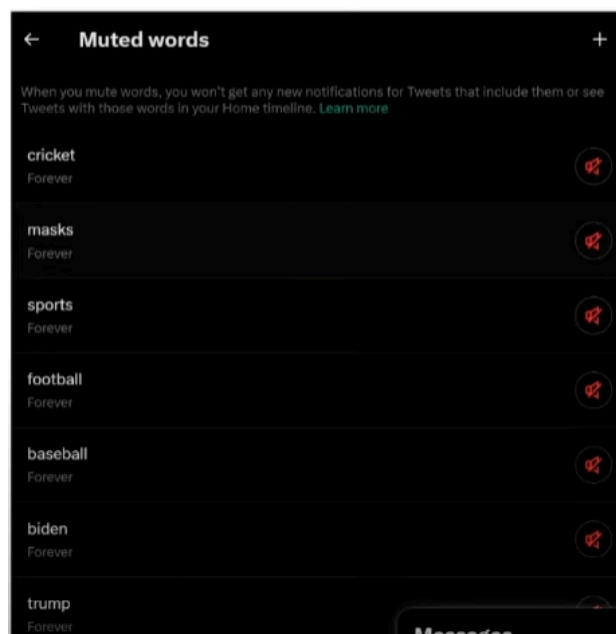 Muted words
When you mute words, you won't get any new notifications for Tweets that include them or see
Tweets with those words in your Home timeline. Learn more
cricket
Forever
masks
Forever
sports
Forever
football
Forever
baseball
Forever
biden
Forever
trump
Forever
Messages